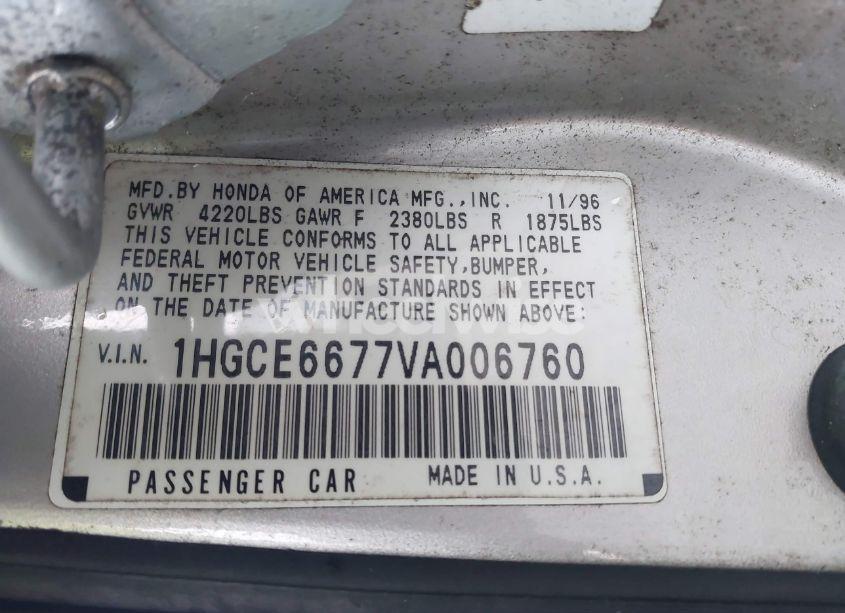 MFD.BY HONDA OF AMERICA MFG.,INC. 11/96
GVWR 4220LBS GAWR F 2380LBS R 1875LBS
THIS VEHICLE CONFORMS TO ALL APPLICABLE
FEDERAL MOTOR VEHICLE SAFETY,BUMPER,
AND THEFT PREVENTION STANDARDS IN EFFECT
ON THE DATE OF MANUFACTURE SHOWN ABOVE:
V.I.N. 1HGCE6677VA006760
PASSENGER CAR MADE IN U.S.A.